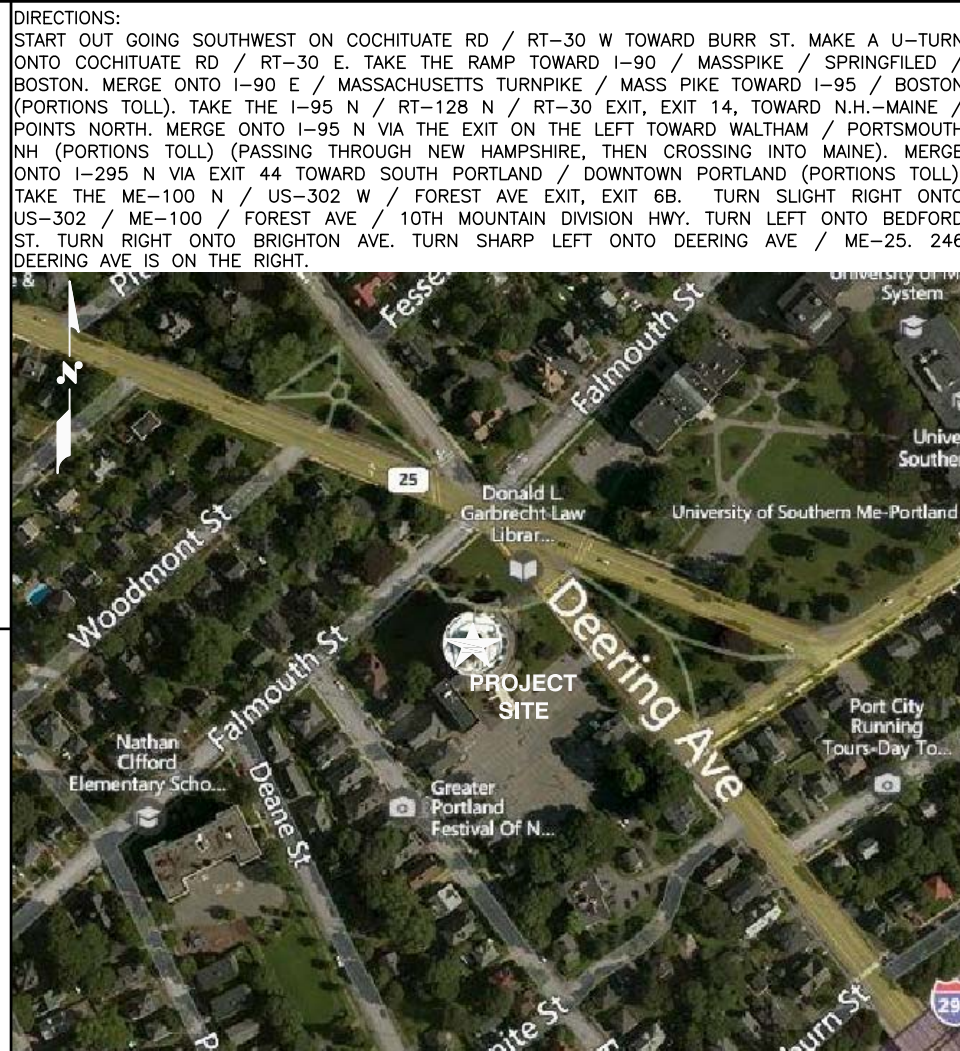 DIRECTIONS:
START OUT GOING SOUTHWEST ON COCHITUATE RD / RT-30 W TOWARD BURR ST. MAKE A U-TURN
ONTO COCHITUATE RD / RT-30 E. TAKE THE RAMP TOWARD I-90 / MASSPIKE / SPRINGFILED /
BOSTON. MERGE ONTO I-90 E / MASSACHUSETTS TURNPIKE / MASS PIKE TOWARD I-95 / BOSTON
(PORTIONS TOLL). TAKE THE I-95 N / RT-128 N / RT-30 EXIT, EXIT 14, TOWARD N.H.-MAINE /
POINTS NORTH. MERGE ONTO I-95 N VIA THE EXIT ON THE LEFT TOWARD WALTHAM / PORTSMOUTH
NH (PORTIONS TOLL) (PASSING THROUGH NEW HAMPSHIRE, THEN CROSSING INTO MAINE). MERGE
ONTO I-295 N VIA EXIT 44 TOWARD SOUTH PORTLAND / DOWNTOWN PORTLAND (PORTIONS TOLL)
TAKE THE ME-100 N / US-302 W / FOREST AVE EXIT, EXIT 6B. TURN SLIGHT RIGHT ONTO
US-302 / ME-100 / FOREST AVE / 10TH MOUNTAIN DIVISION HWY. TURN LEFT ONTO BEDFORD
ST. TURN RIGHT ONTO BRIGHTON AVE. TURN SHARP LEFT ONTO DEERING AVE / ME-25. 246
DEERING AVE IS ON THE RIGHT.
&
System
Fesse
Falmouth St
N
Unive
Southe
25
Donald L.
Garbrecht Law
Librar...
University of Southern Me-Portland
Woodmont St
Deering Ave
Falmouth St
PROJECT
SITE
Port City
Running
Tours-Day To...
Nathan
Clfford
Elementary Scho...
Deane St
Greater
Portland
Festival Of N...
nite St
burn St
29